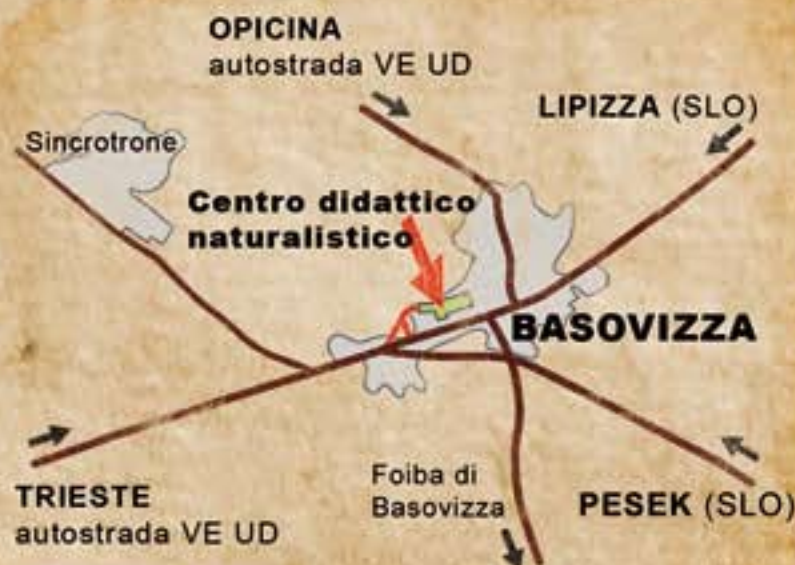 OPICINA
autostrada VE UD
LIPIZZA (SLO)
Sincrotrone
Centro didattico
naturalistico
BASOVIZZA
Foiba di
Basovizza
TRIESTE
autostrada VE UD
PESEK (SLO)